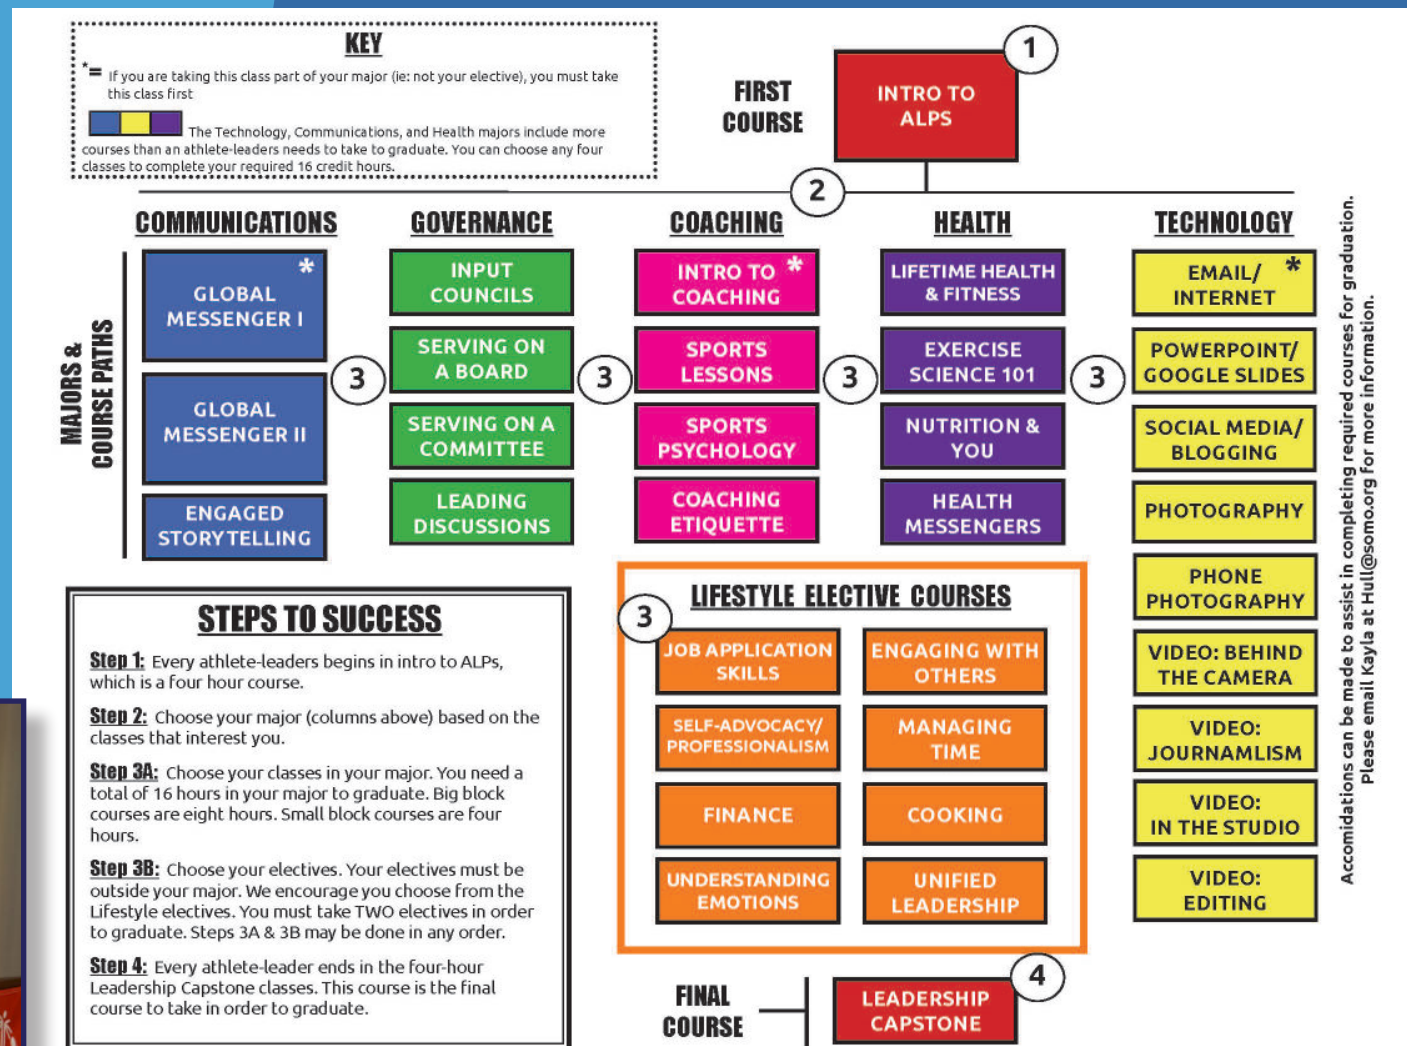 KEY
*= If you are taking this class part of your major (ie: not your elective), you must take
this class first
The Technology, Communications, and Health majors include more
courses than an athlete-leaders needs to take to graduate. You can choose any four
classes to complete your required 16 credit hours.
FIRST
COURSE
1
INTRO TO
ALPS
2
MAJORS &
COURSE PATHS
COMMUNICATIONS
*
GLOBAL
MESSENGER I
GLOBAL
MESSENGER II
ENGAGED
STORYTELLING
3
GOVERNANCE
INPUT
COUNCILS
SERVING ON
A BOARD
SERVING ON A
COMMITTEE
LEADING
DISCUSSIONS
3
COACHING
INTRO TO *
COACHING
SPORTS
LESSONS
SPORTS
PSYCHOLOGY
COACHING
ETIQUETTE
3
HEALTH
LIFETIME HEALTH
& FITNESS
EXERCISE
SCIENCE 101
NUTRITION &
YOU
HEALTH
MESSENGERS
3
TECHNOLOGY
EMAIL/ *
INTERNET
POWERPOINT/
GOOGLE SLIDES
SOCIAL MEDIA/
BLOGGING
PHOTOGRAPHY
PHONE
PHOTOGRAPHY
VIDEO: BEHIND
THE CAMERA
VIDEO:
JOURNAMLISM
VIDEO:
IN THE STUDIO
VIDEO:
EDITING
Accomidations can be made to assist in completing required courses for graduation.
Please email Kayla at Hull@somo.org for more information.
STEPS TO SUCCESS
Step 1: Every athlete-leaders begins in intro to ALPs,
which is a four hour course.
Step 2: Choose your major (columns above) based on the
classes that interest you.
Step 3A: Choose your classes in your major. You need a
total of 16 hours in your major to graduate. Big block
courses are eight hours. Small block courses are four
hours.
Step 3B: Choose your electives. Your electives must be
outside your major. We encourage you choose from the
Lifestyle electives. You must take TWO electives in order
to graduate. Steps 3A & 3B may be done in any order.
Step 4: Every athlete-leader ends in the four-hour
Leadership Capstone classes. This course is the final
course to take in order to graduate.
3
LIFESTYLE ELECTIVE COURSES
JOB APPLICATION
SKILLS
ENGAGING WITH
OTHERS
SELF-ADVOCACY/
PROFESSIONALISM
MANAGING
TIME
FINANCE
COOKING
UNDERSTANDING
EMOTIONS
UNIFIED
LEADERSHIP
FINAL
COURSE
4
LEADERSHIP
CAPSTONE